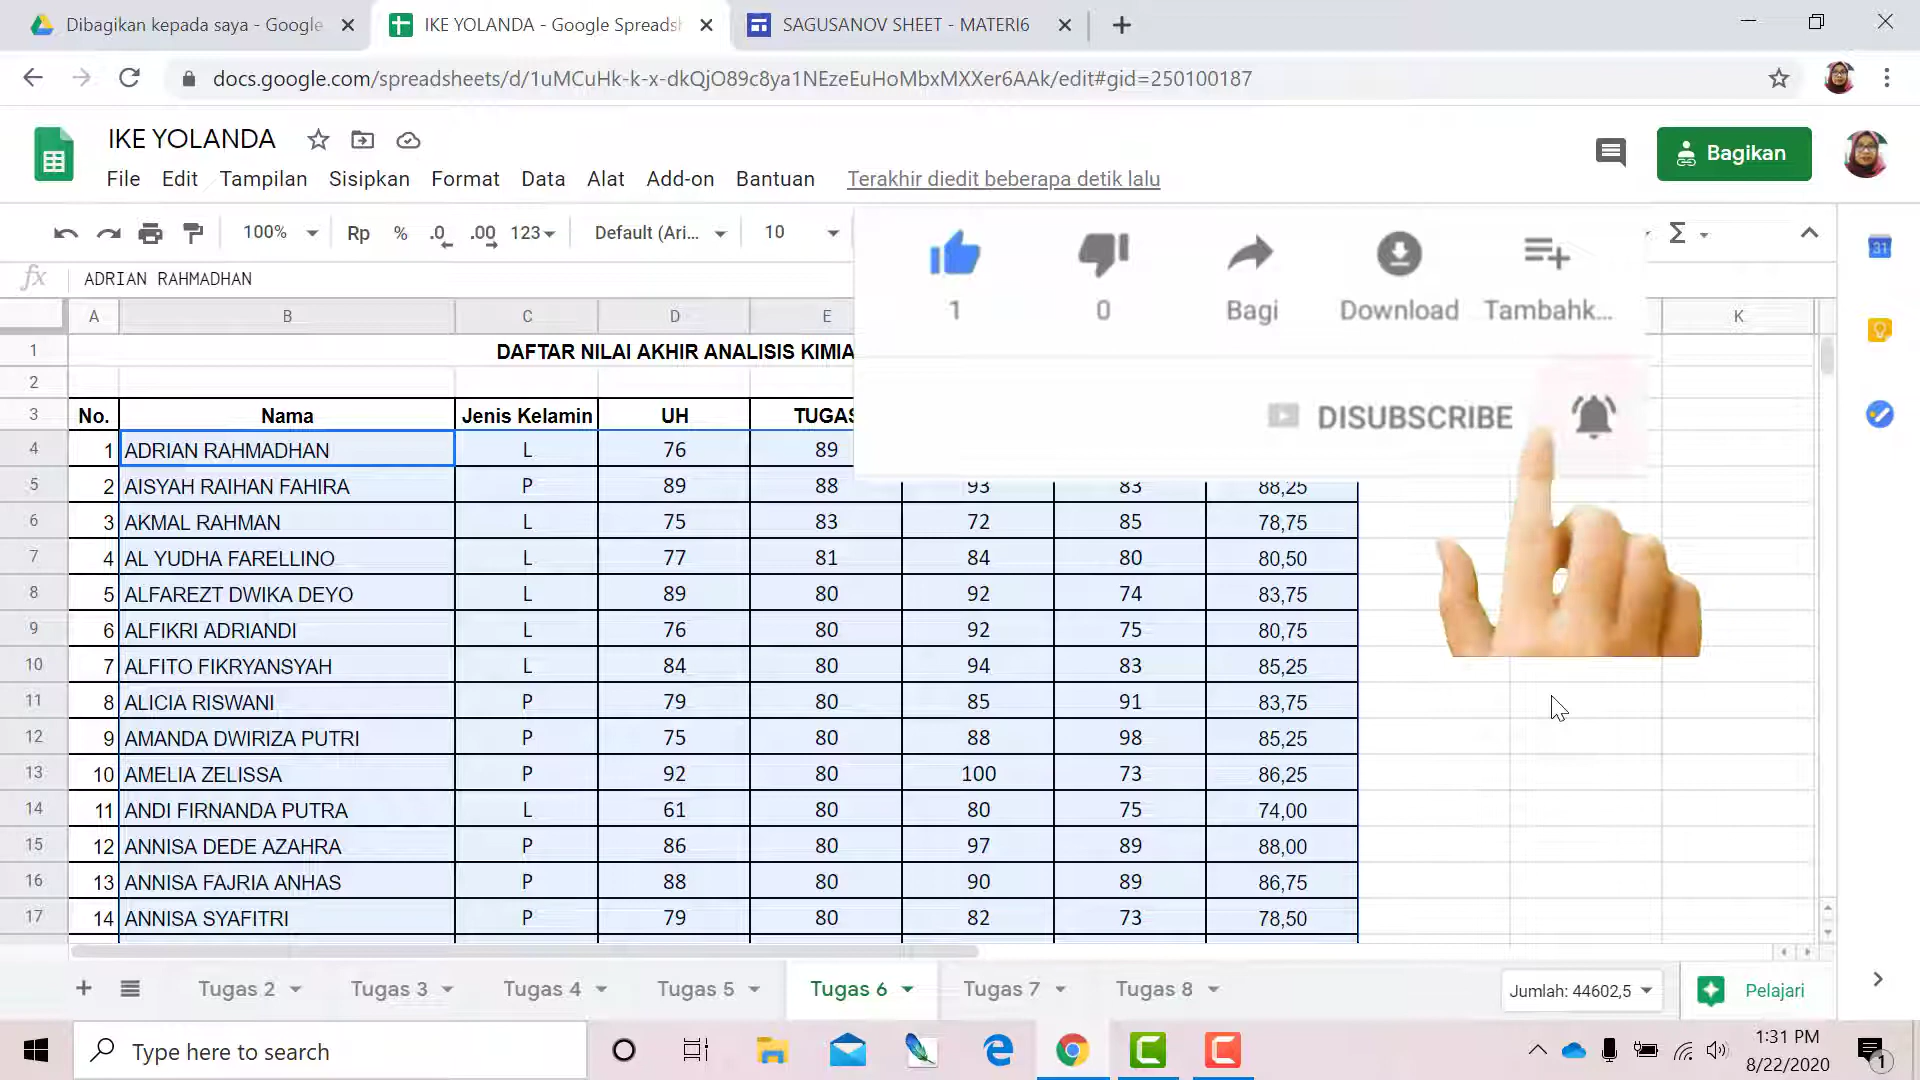 Dibagikan kepada saya - Google
IKE YOLANDA - Google Spreads
SAGUSANOV SHEET - MATERI6
docs.google.com/spreadsheets/d/1uMCuHk-k-x-dkQjO89c8ya1NEzeEuHoMbxMXXer6AAk/edit#gid=250100187
IKE YOLANDA
Bagikan
File Edit Tampilan Sisipkan Format Data Alat Add-on Bantuan Terakhir diedit beberapa detik lalu
100% Rp % .0 .00 123 Default (Ari... 10 Σ
31
fx ADRIAN RAHMADHAN
1 0 Bagi Download Tambahk...
DISUBSCRIBE
A B C D E K
1 DAFTAR NILAI AKHIR ANALISIS KIMIA
2
3 No. Nama Jenis Kelamin UH TUGAS
4 1 ADRIAN RAHMADHAN L 76 89
5 2 AISYAH RAIHAN FAHIRA P 89 88 93 83 88,25
6 3 AKMAL RAHMAN L 75 83 72 85 78,75
7 4 AL YUDHA FARELLINO L 77 81 84 80 80,50
8 5 ALFAREZT DWIKA DEYO L 89 80 92 74 83,75
9 6 ALFIKRI ADRIANDI L 76 80 92 75 80,75
10 7 ALFITO FIKRYANSYAH L 84 80 94 83 85,25
11 8 ALICIA RISWANI P 79 80 85 91 83,75
12 9 AMANDA DWIRIZA PUTRI P 75 80 88 98 85,25
13 10 AMELIA ZELISSA P 92 80 100 73 86,25
14 11 ANDI FIRNANDA PUTRA L 61 80 80 75 74,00
15 12 ANNISA DEDE AZAHRA P 86 80 97 89 88,00
16 13 ANNISA FAJRIA ANHAS P 88 80 90 89 86,75
17 14 ANNISA SYAFITRI P 79 80 82 73 78,50
Tugas 2 Tugas 3 Tugas 4 Tugas 5 Tugas 6 Tugas 7 Tugas 8 Jumlah: 44602,5 Pelajari
Type here to search
1:31 PM
8/22/2020
1